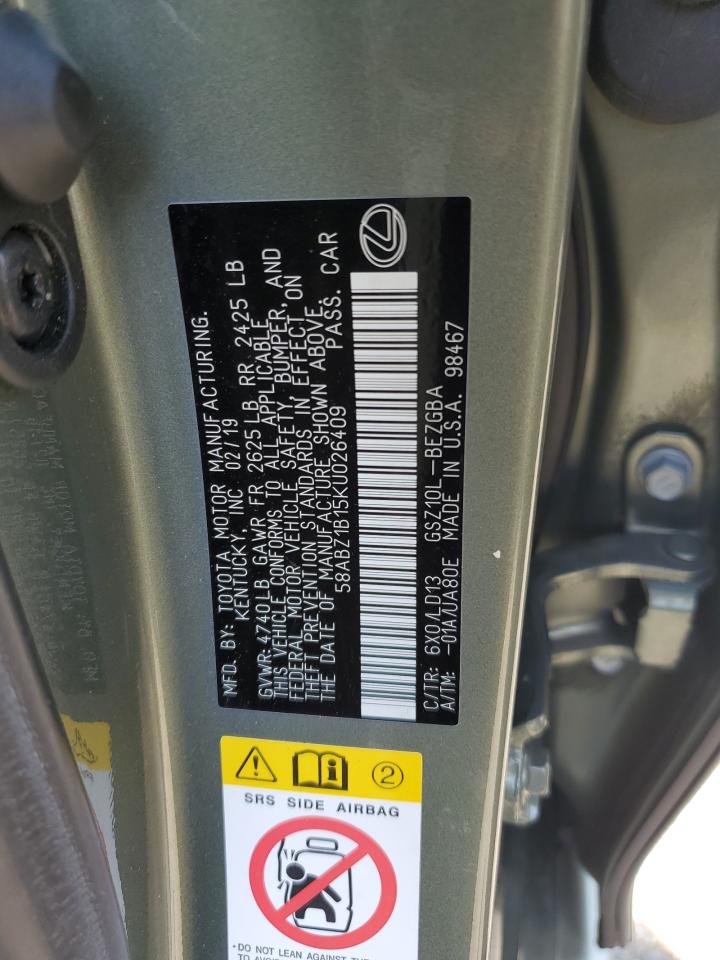 MFD. BY: TOYOTA MOTOR MANUFACTURING.
KENTUCKY, INC 02/19
GVWR: 4740LB GAWR FR 2625LB RR 2425 LB
THIS VEHICLE CONFORMS TO ALL APPLICABLE
FEDERAL MOTOR VEHICLE SAFETY, BUMPER, AND
THEFT PREVENTION STANDARDS IN EFFECT ON
THE DATE OF MANUFACTURE SHOWN ABOVE.
58ABZ1B15KU026409 PASS. CAR
C/TR: 6X0/LD13 GSZ10L-BEZGBA
A/TM: -01A/UA80E MADE IN U.S.A. 98467
2
SRS SIDE AIRBAG
• DO NOT LEAN AGAINST THE